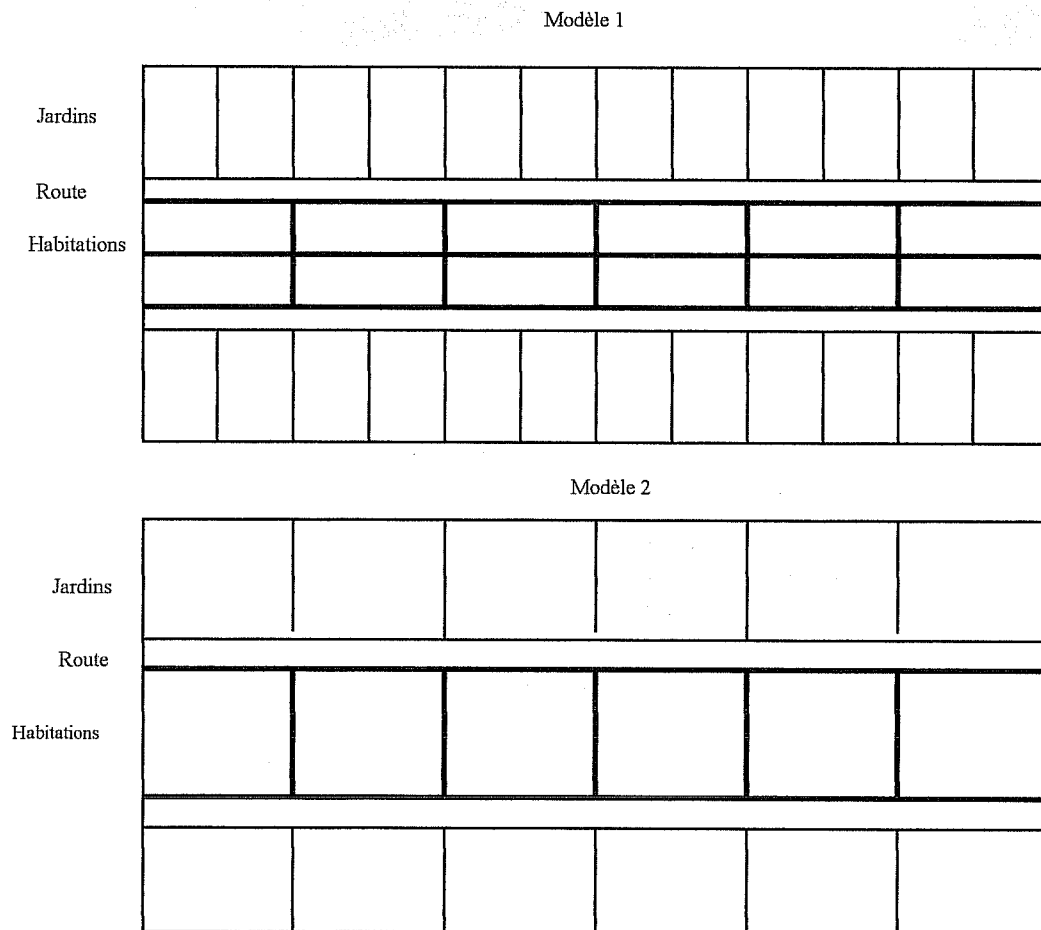 Modèle 1
Jardins
Route
Habitations
Modèle 2
Jardins
Route
Habitations